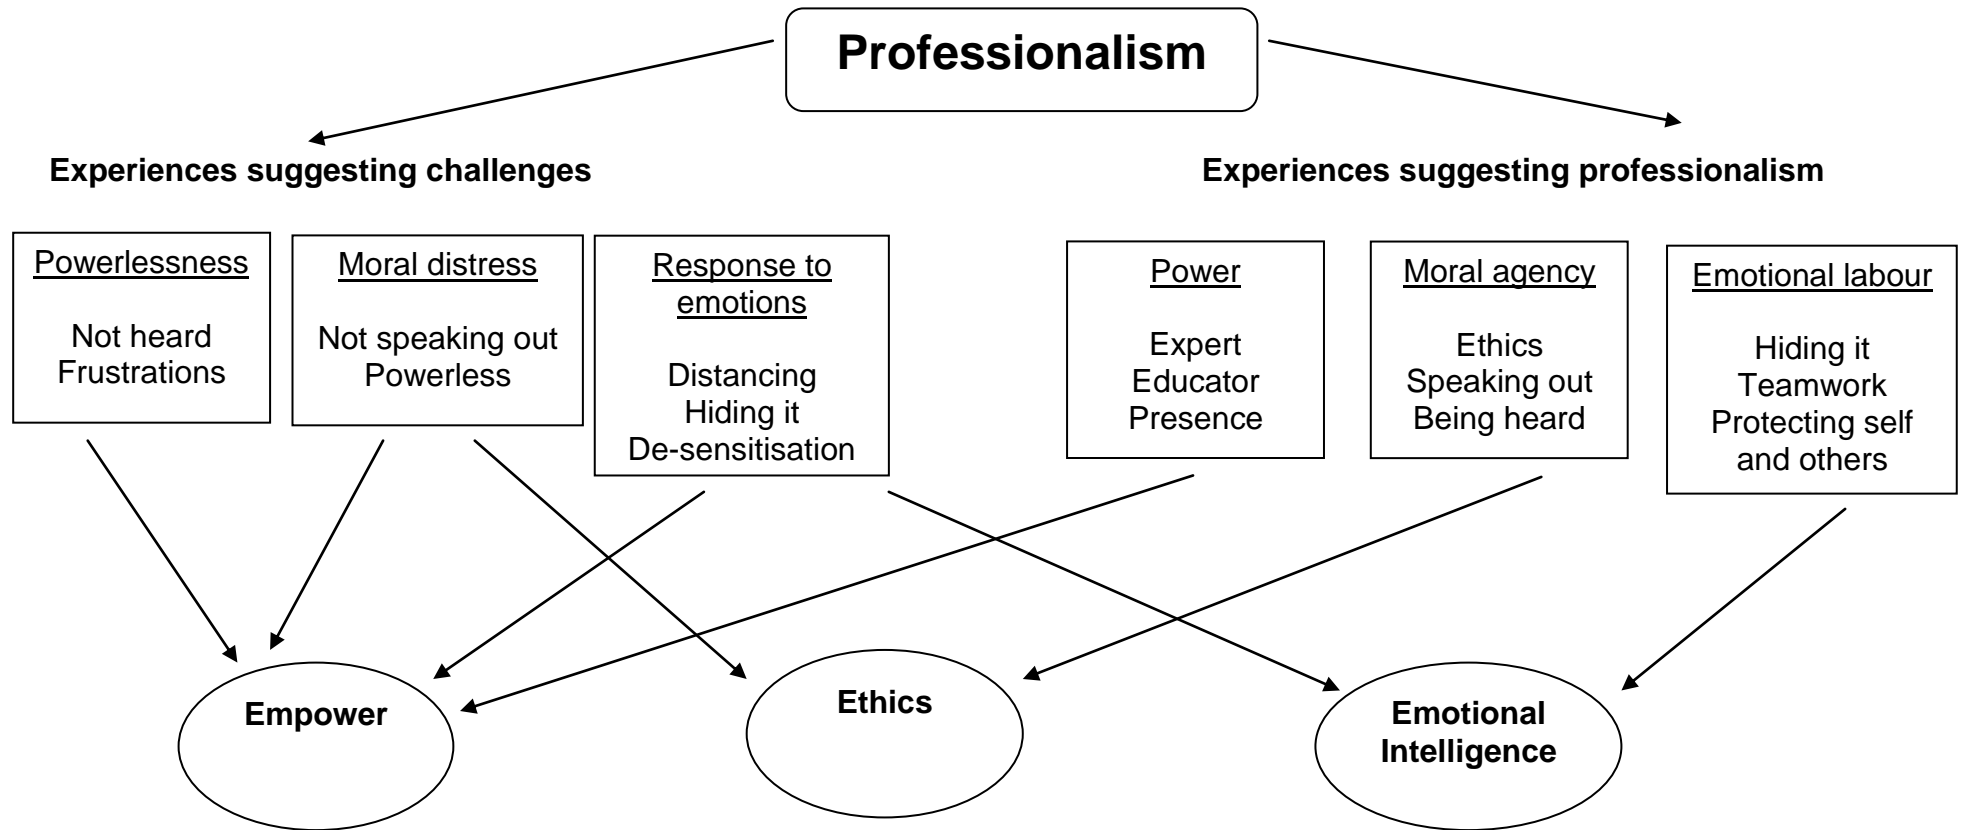 Professionalism
Experiences suggesting challenges
Experiences suggesting professionalism
Powerlessness
Not heard
Frustrations
Moral distress
Not speaking out
Powerless
Response to
emotions
Distancing
Hiding it
De-sensitisation
Power
Expert
Educator
Presence
Moral agency
Ethics
Speaking out
Being heard
Emotional labour
Hiding it
Teamwork
Protecting self
and others
Empower
Ethics
Emotional
Intelligence